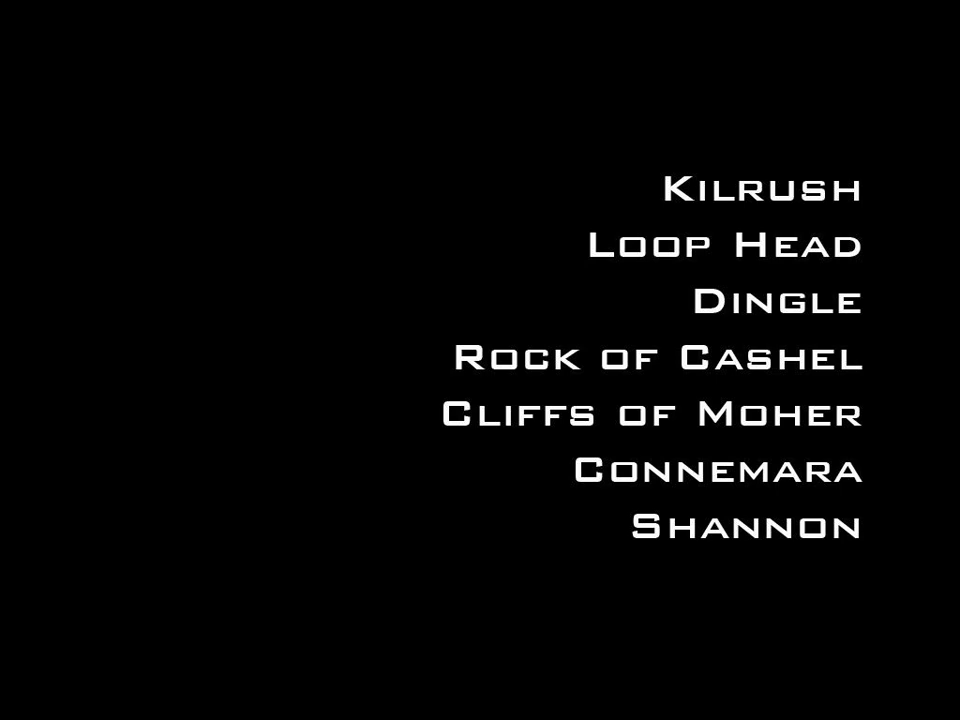 Kilrush
Loop Head
Dingle
Rock of Cashel
Cliffs of Moher
Connemara
Shannon